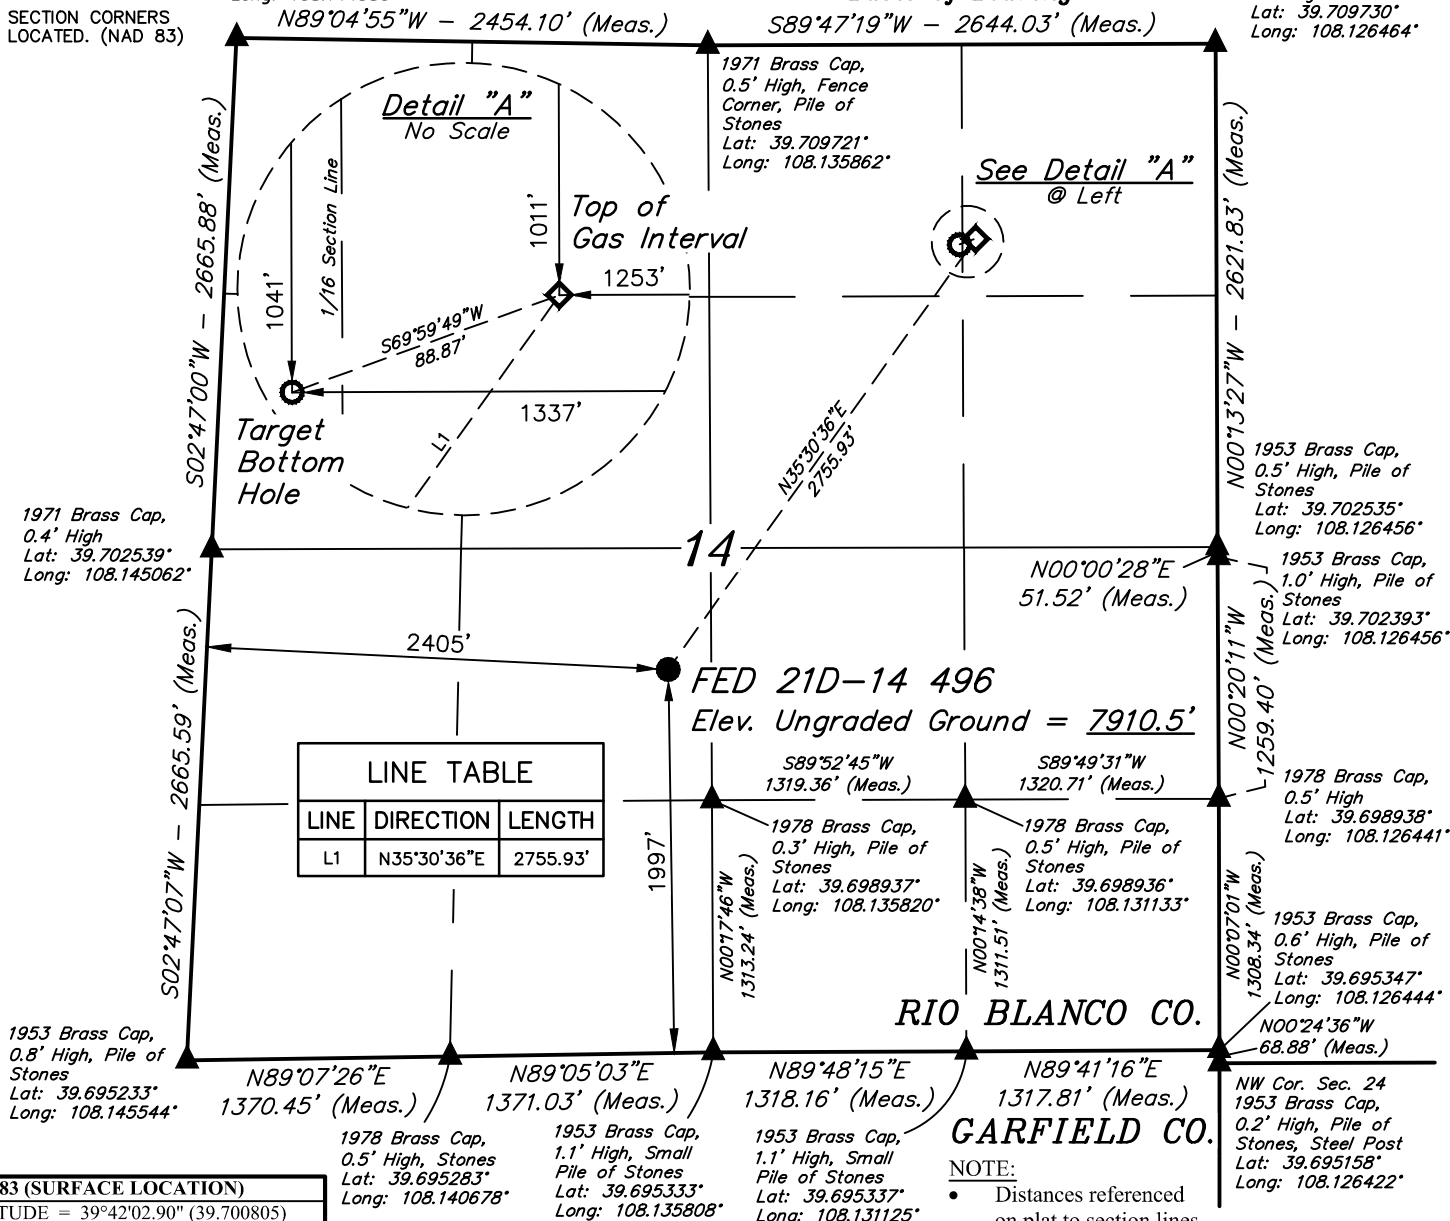 SECTION CORNERS
LOCATED. (NAD 83)
N89°04'55"W – 2454.10' (Meas.)
S89°47'19"W – 2644.03' (Meas.)
Lat: 39.709730°
Long: 108.126464°
1971 Brass Cap,
0.5' High, Fence
Corner, Pile of
Stones
Lat: 39.709721°
Long: 108.135862°
Detail "A"
No Scale
See Detail "A"
@ Left
S02°47'00"W – 2665.88' (Meas.)
1/16 Section Line
1041'
1011'
Top of
Gas Interval
1253'
S69°59'49"W
88.87'
1337'
L1
Target
Bottom
Hole
N35°30'36"E
2755.93'
N00°13'27"W – 2621.83' (Meas.)
1953 Brass Cap,
0.5' High, Pile of
Stones
Lat: 39.702535°
Long: 108.126456°
1971 Brass Cap,
0.4' High
Lat: 39.702539°
Long: 108.145062°
14
N00°00'28"E
51.52' (Meas.)
1953 Brass Cap,
1.0' High, Pile of
Stones
Lat: 39.702393°
Long: 108.126456°
2405'
FED 21D–14 496
Elev. Ungraded Ground = 7910.5'
N00°20'11"W
1259.40' (Meas.)
S02°47'07"W – 2665.59' (Meas.)
LINE TABLE
LINE DIRECTION LENGTH
L1 N35°30'36"E 2755.93'
1997'
S89°52'45"W
1319.36' (Meas.)
S89°49'31"W
1320.71' (Meas.)
1978 Brass Cap,
0.5' High
Lat: 39.698938°
Long: 108.126441°
1978 Brass Cap,
0.3' High, Pile of
Stones
Lat: 39.698937°
Long: 108.135820°
1978 Brass Cap,
0.5' High, Pile of
Stones
Lat: 39.698936°
Long: 108.131133°
N00°17'46"W
1313.24' (Meas.)
N00°14'38"W
1311.51' (Meas.)
N00°07'01"W
1308.34' (Meas.)
1953 Brass Cap,
0.6' High, Pile of
Stones
Lat: 39.695347°
Long: 108.126444°
RIO BLANCO CO.
N00°24'36"W
68.88' (Meas.)
1953 Brass Cap,
0.8' High, Pile of
Stones
Lat: 39.695233°
Long: 108.145544°
N89°07'26"E
1370.45' (Meas.)
N89°05'03"E
1371.03' (Meas.)
N89°48'15"E
1318.16' (Meas.)
N89°41'16"E
1317.81' (Meas.)
NW Cor. Sec. 24
1953 Brass Cap,
0.2' High, Pile of
Stones, Steel Post
Lat: 39.695158°
Long: 108.126422°
GARFIELD CO.
1978 Brass Cap,
0.5' High, Stones
Lat: 39.695283°
Long: 108.140678°
1953 Brass Cap,
1.1' High, Small
Pile of Stones
Lat: 39.695333°
Long: 108.135808°
1953 Brass Cap,
1.1' High, Small
Pile of Stones
Lat: 39.695337°
Long: 108.131125°
NOTE:
• Distances referenced
on plat to section lines
83 (SURFACE LOCATION)
TUDE = 39°42'02.90" (39.700805)